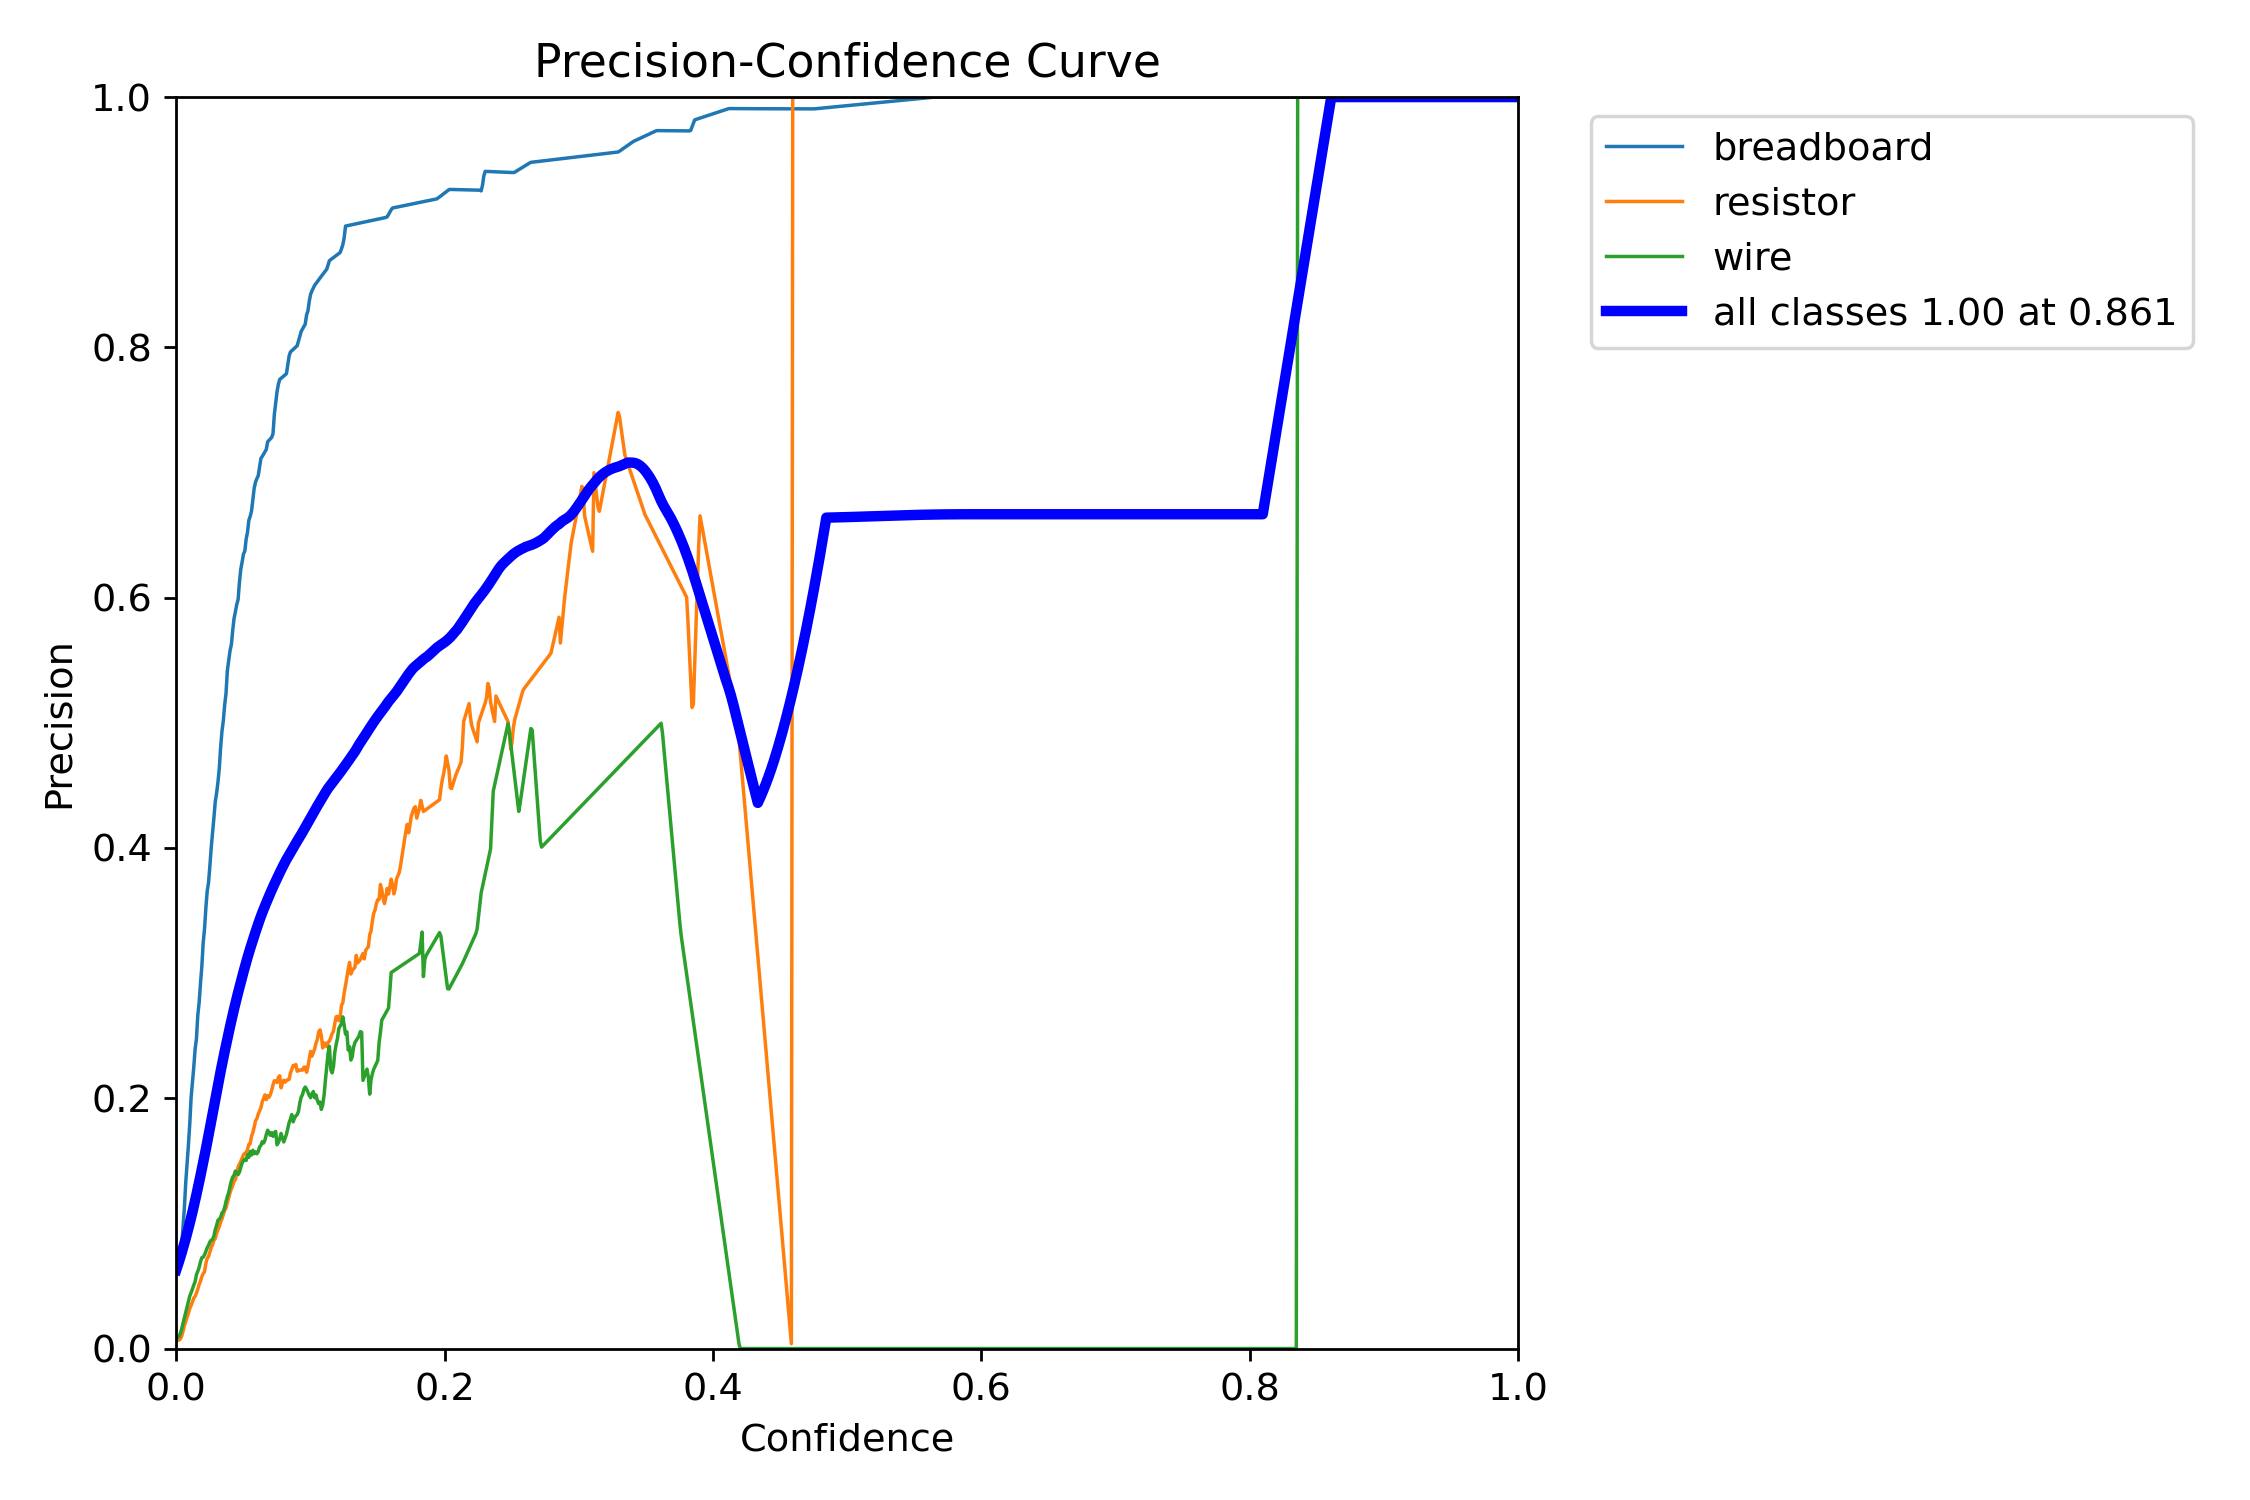 Precision-Confidence Curve
1.0
0.8
0.6
0.4
0.2
0.0
Precision
0.0 0.2 0.4 0.6 0.8 1.0
Confidence
breadboard
resistor
wire
all classes 1.00 at 0.861